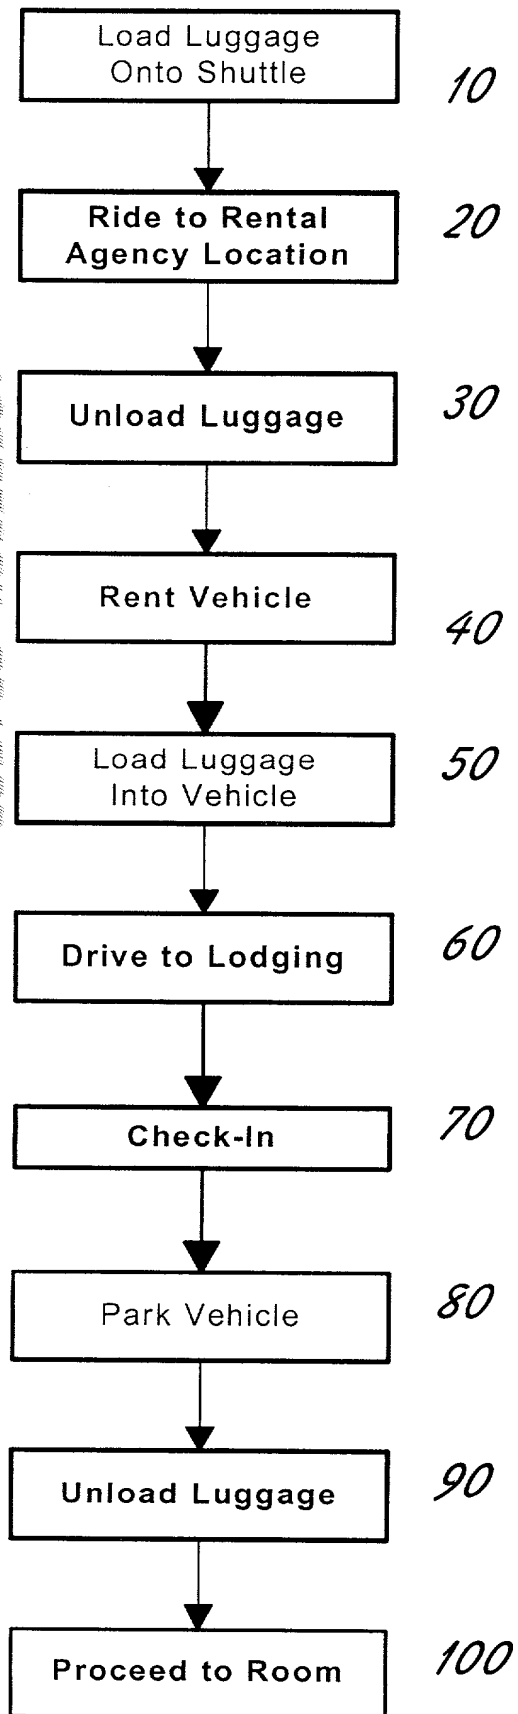 Load Luggage
Onto Shuttle
10
Ride to Rental
Agency Location
20
Unload Luggage
30
Rent Vehicle
40
Load Luggage
Into Vehicle
50
Drive to Lodging
60
Check-In
70
Park Vehicle
80
Unload Luggage
90
Proceed to Room
100